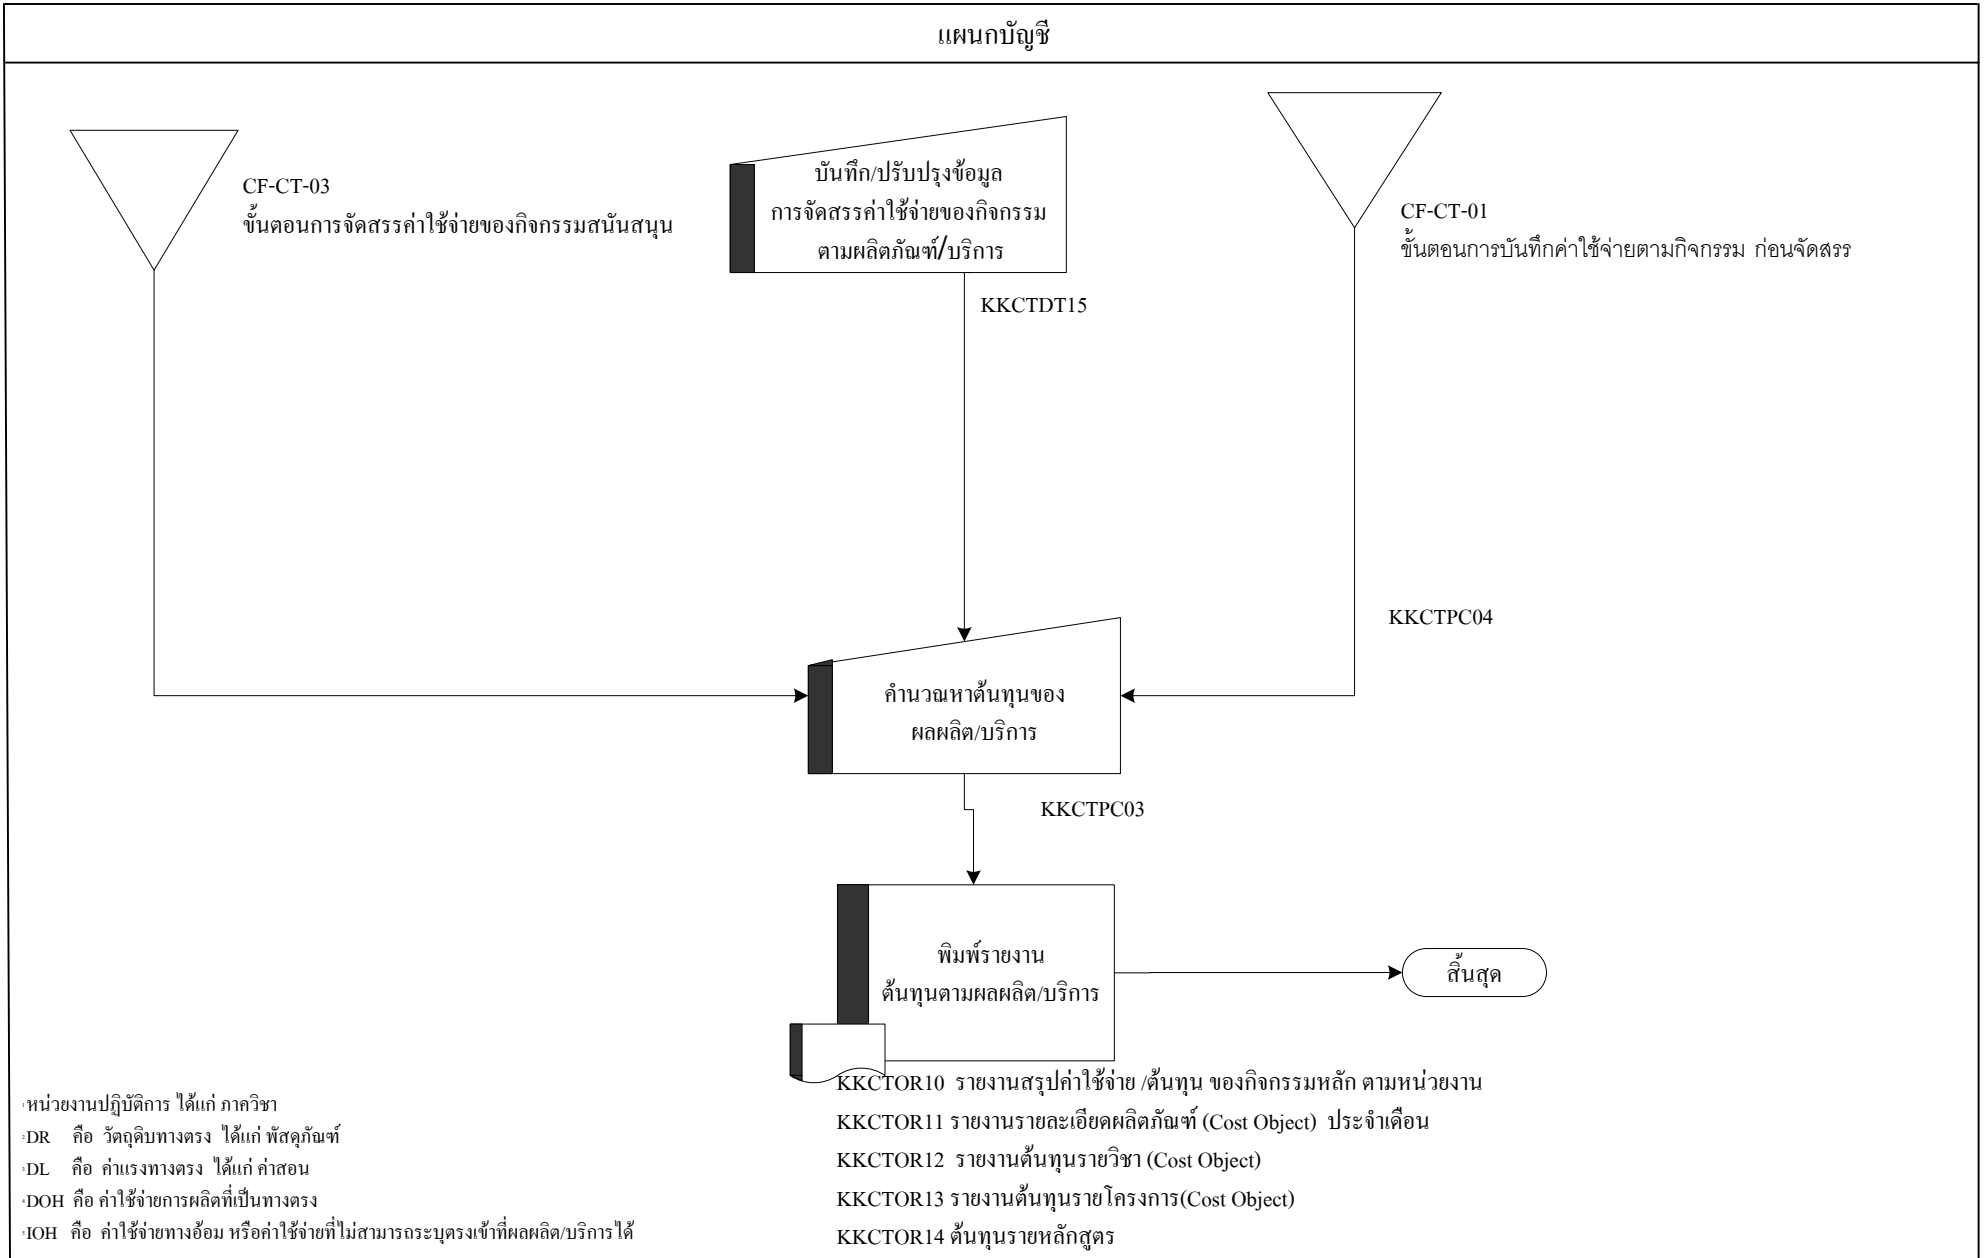 แผนกบัญชี
CF-CT-03
ขั้นตอนการจัดสรรค่าใช้จ่ายของกิจกรรมสนันสนุน
บันทึก/ปรับปรุงข้อมูล
การจัดสรรค่าใช้จ่ายของกิจกรรม
ตามผลิตภัณฑ์/บริการ
CF-CT-01
ขั้นตอนการบันทึกค่าใช้จ่ายตามกิจกรรม ก่อนจัดสรร
KKCTDT15
KKCTPC04
คำนวณหาต้นทุนของ
ผลผลิต/บริการ
KKCTPC03
พิมพ์รายงาน
ต้นทุนตามผลผลิต/บริการ
สิ้นสุด
KKCTOR10 รายงานสรุปค่าใช้จ่าย /ต้นทุน ของกิจกรรมหลัก ตามหน่วยงาน
KKCTOR11 รายงานรายละเอียดผลิตภัณฑ์ (Cost Object) ประจำเดือน
KKCTOR12 รายงานต้นทุนรายวิชา (Cost Object)
KKCTOR13 รายงานต้นทุนรายโครงการ(Cost Object)
KKCTOR14 ต้นทุนรายหลักสูตร
1 หน่วยงานปฏิบัติการ ได้แก่ ภาควิชา
2 DR คือ วัตถุดิบทางตรง ได้แก่ พัสดุภัณฑ์
3 DL คือ ค่าแรงทางตรง ได้แก่ ค่าสอน
4 DOH คือ ค่าใช้จ่ายการผลิตที่เป็นทางตรง
5 IOH คือ ค่าใช้จ่ายทางอ้อม หรือค่าใช้จ่ายที่ไม่สามารถระบุตรงเข้าที่ผลผลิต/บริการได้